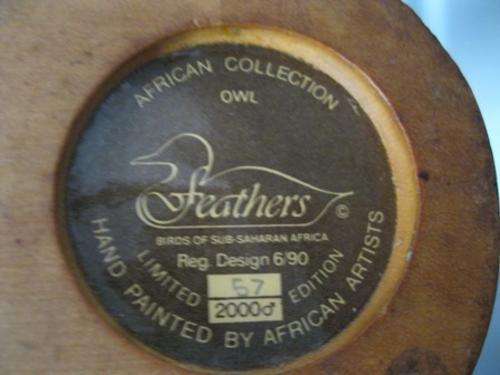 AFRICAN COLLECTION
OWL
Feathers ©
BIRDS OF SUB-SAHARAN AFRICA
Reg. Design 6/90
LIMITED EDITION
57
2000♂
HAND PAINTED BY AFRICAN ARTISTS